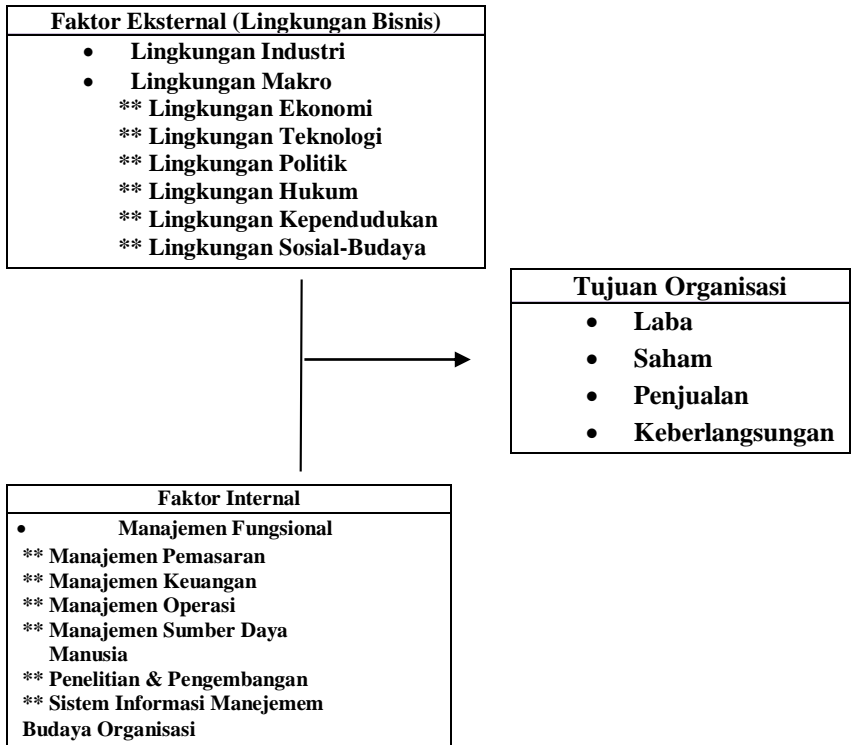 Faktor Eksternal (Lingkungan Bisnis)
• Lingkungan Industri
• Lingkungan Makro
** Lingkungan Ekonomi
** Lingkungan Teknologi
** Lingkungan Politik
** Lingkungan Hukum
** Lingkungan Kependudukan
** Lingkungan Sosial-Budaya
Tujuan Organisasi
• Laba
• Saham
• Penjualan
• Keberlangsungan
Faktor Internal
• Manajemen Fungsional
** Manajemen Pemasaran
** Manajemen Keuangan
** Manajemen Operasi
** Manajemen Sumber Daya
Manusia
** Penelitian & Pengembangan
** Sistem Informasi Manejemem
Budaya Organisasi